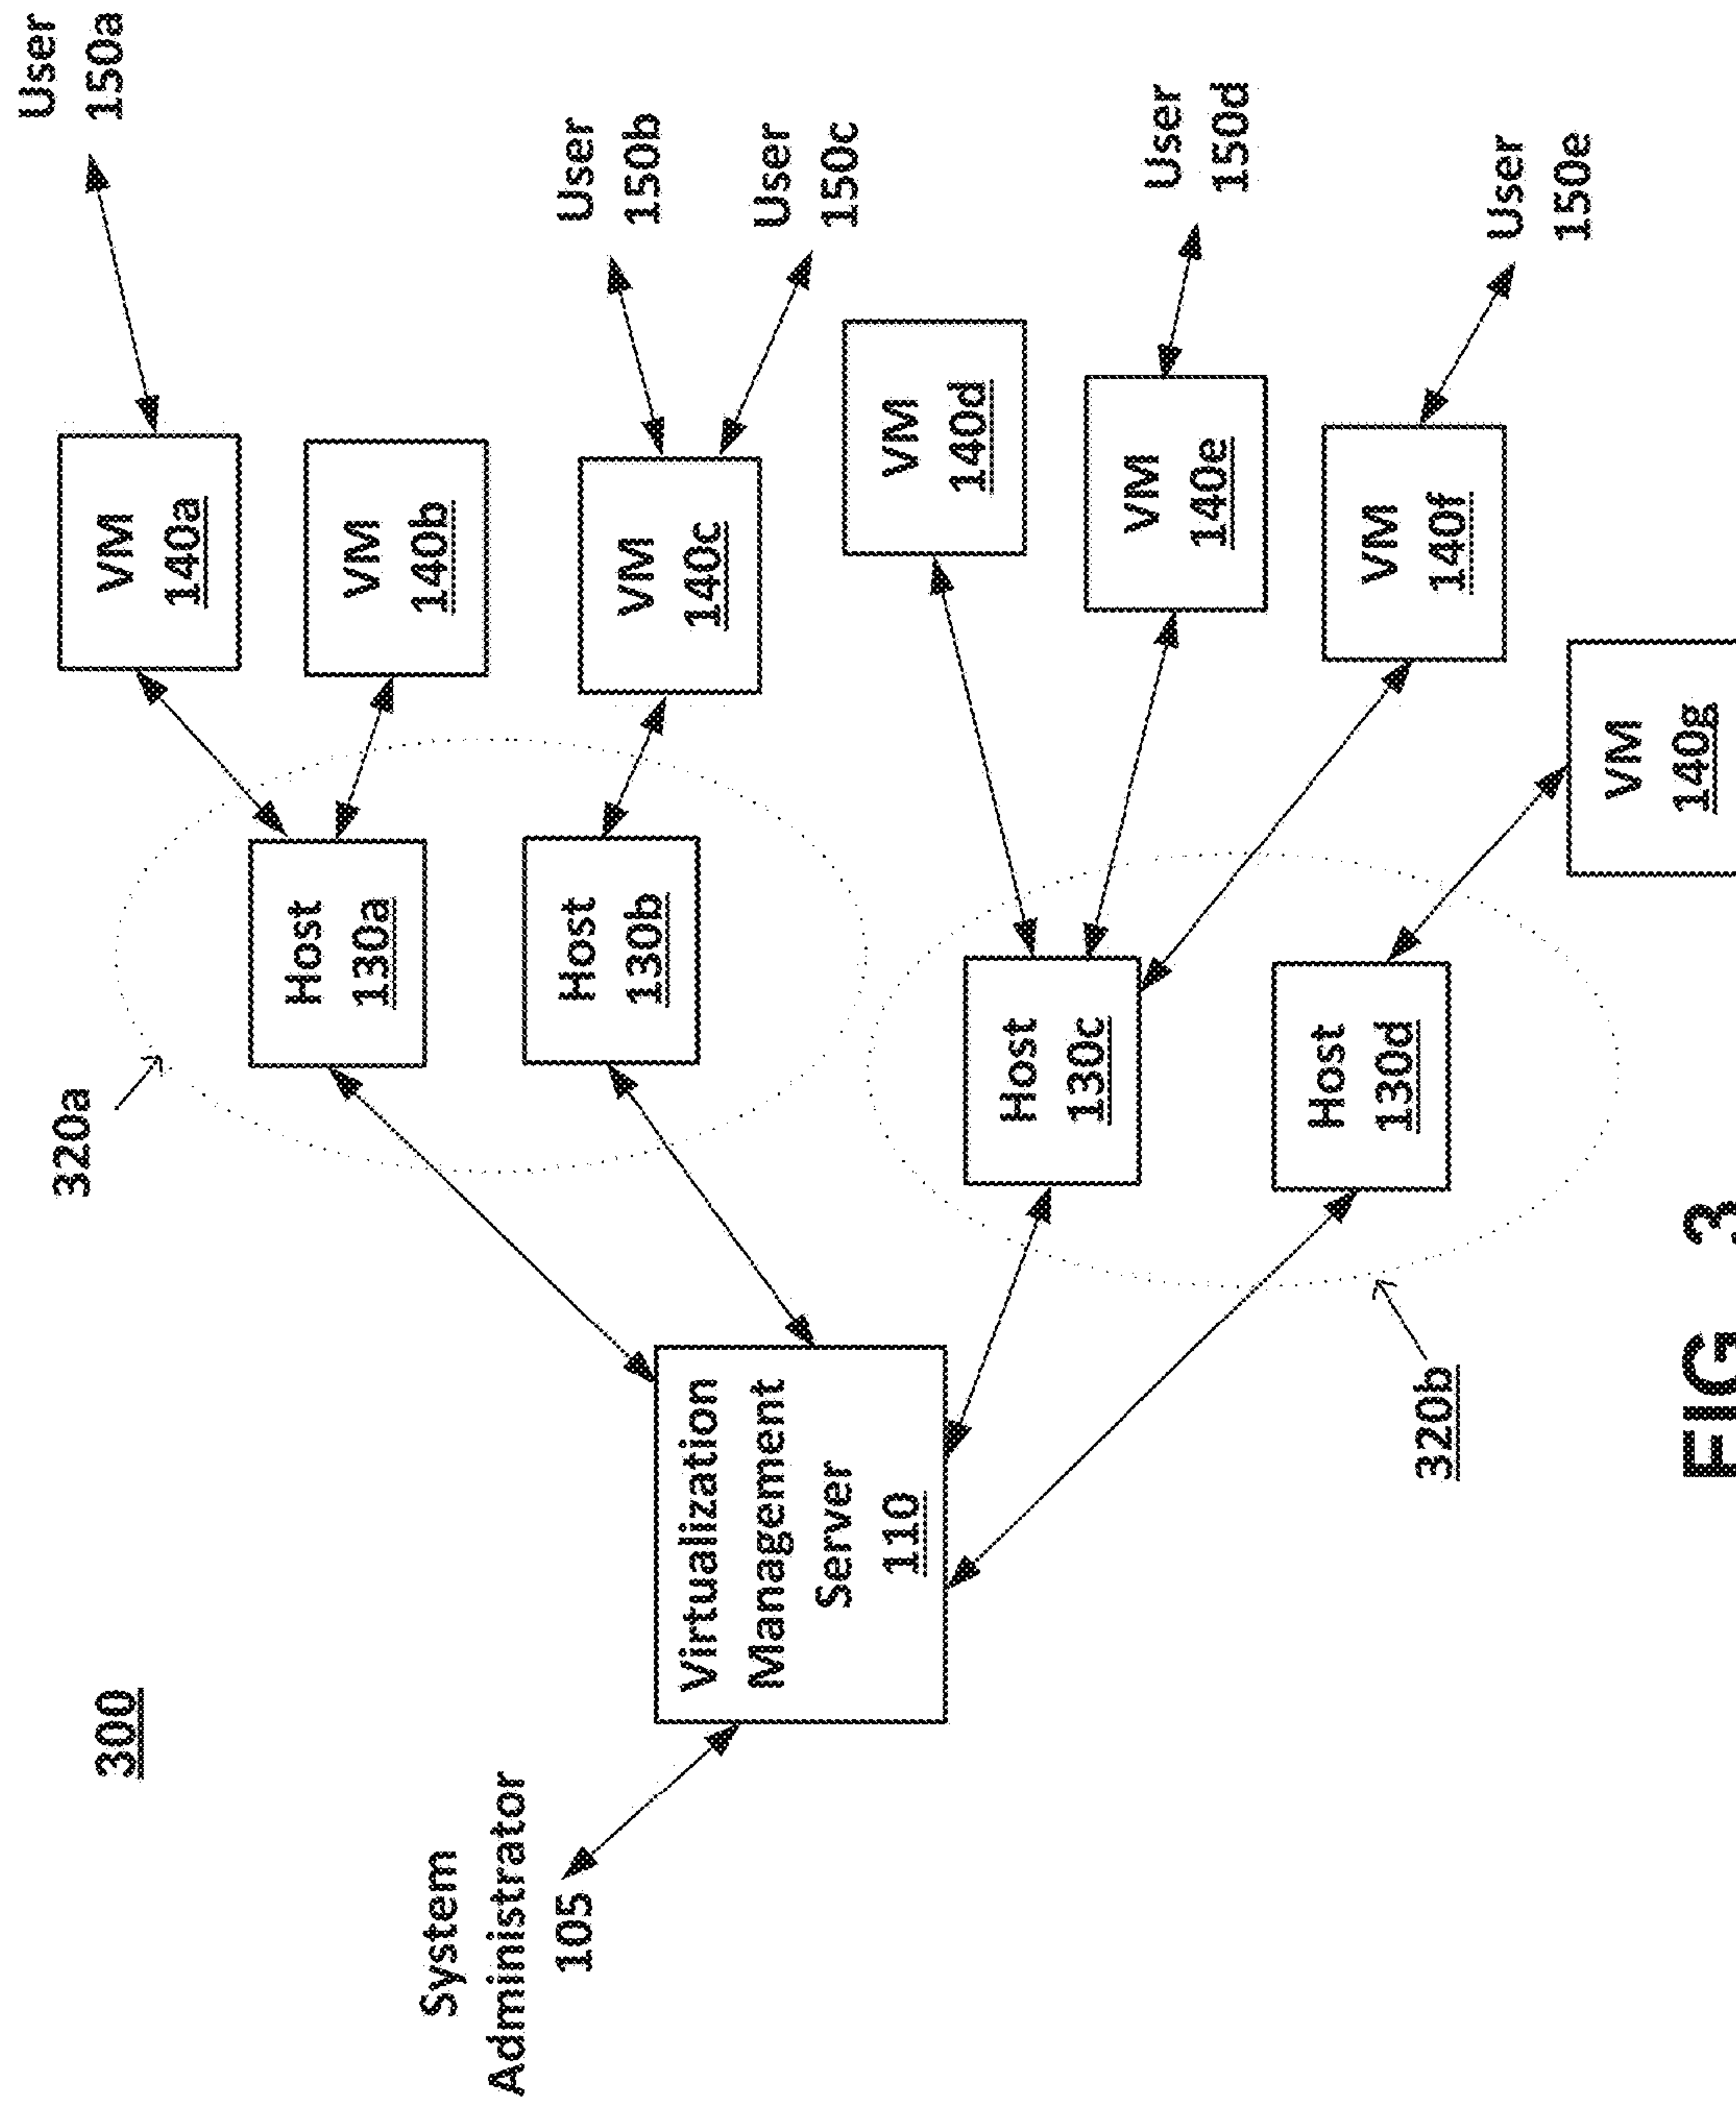 300
System
Administrator
105
Virtualization
Management
Server
110
320a
Host
130a
Host
130b
320b
Host
130c
Host
130d
VM
140a
VM
140b
VM
140c
VM
140d
VM
140e
VM
140f
VM
140g
User
150a
User
150b
User
150c
User
150d
User
150e
FIG. 3